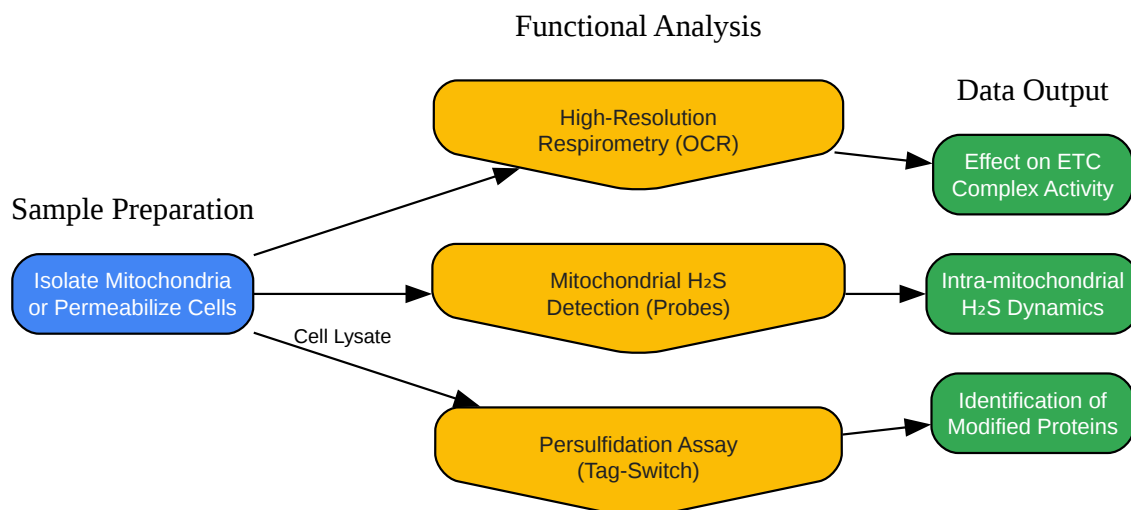 Functional Analysis
Data Output
Sample Preparation
High-Resolution
Respirometry (OCR)
Effect on ETC
Complex Activity
Isolate Mitochondria
or Permeabilize Cells
Mitochondrial H₂S
Detection (Probes)
Intra-mitochondrial
H₂S Dynamics
Cell Lysate
Persulfidation Assay
(Tag-Switch)
Identification of
Modified Proteins